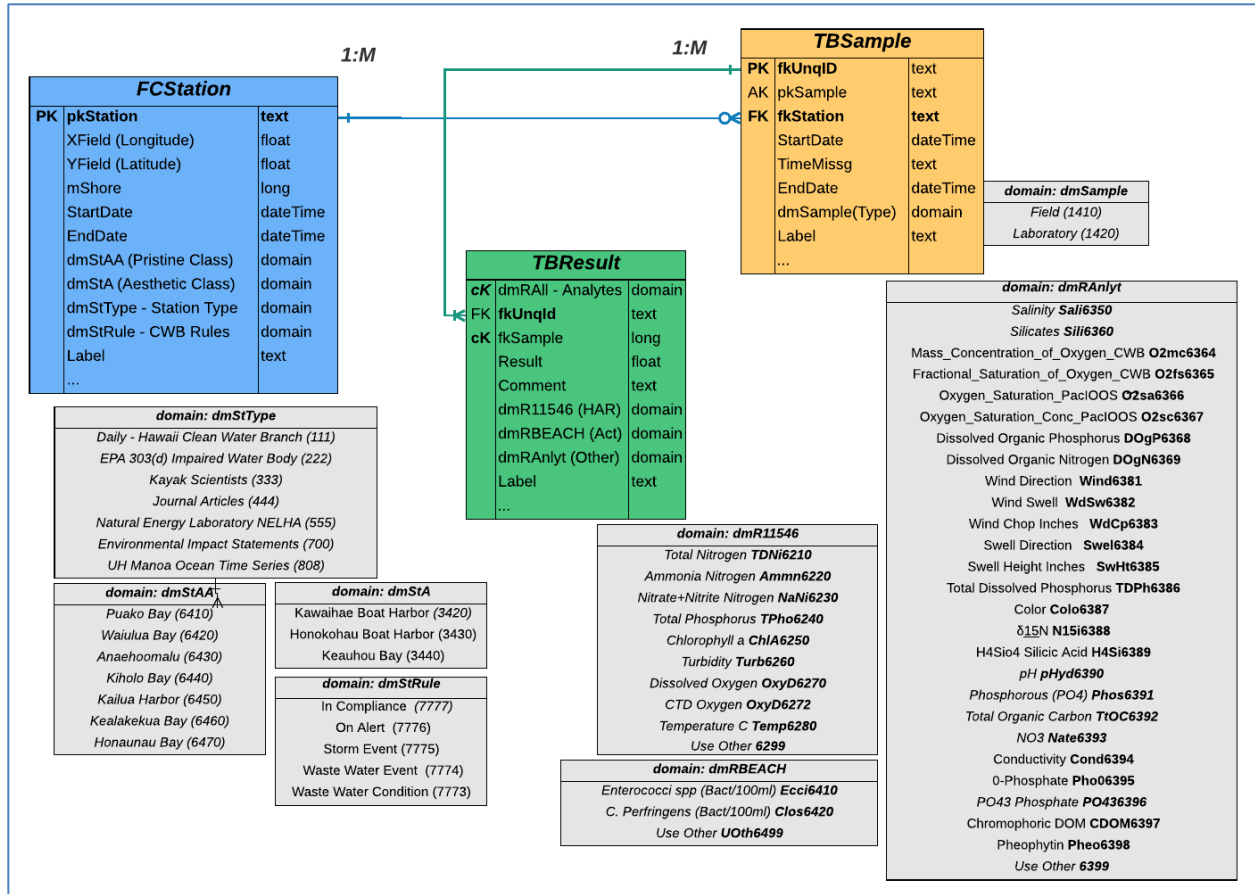 1:M
1:M
FCStation
PK pkStation text
XField (Longitude) float
YField (Latitude) float
mShore long
StartDate dateTime
EndDate dateTime
dmStAA (Pristine Class) domain
dmStA (Aesthetic Class) domain
dmStType - Station Type domain
dmStRule - CWB Rules domain
Label text
...
TBSample
PK fkUnqID text
AK pkSample text
FK fkStation text
StartDate dateTime
TimeMissg text
EndDate dateTime
dmSample(Type) domain
Label text
...
domain: dmSample
Field (1410)
Laboratory (1420)
TBResult
cK dmRAll - Analytes domain
FK fkUnqId text
cK fkSample long
Result float
Comment text
dmR11546 (HAR) domain
dmRBEACH (Act) domain
dmRAnlyt (Other) domain
Label text
...
domain: dmStType
Daily - Hawaii Clean Water Branch (111)
EPA 303(d) Impaired Water Body (222)
Kayak Scientists (333)
Journal Articles (444)
Natural Energy Laboratory NELHA (555)
Environmental Impact Statements (700)
UH Manoa Ocean Time Series (808)
domain: dmStAA
Puako Bay (6410)
Waiulua Bay (6420)
Anaehoomalu (6430)
Kiholo Bay (6440)
Kailua Harbor (6450)
Kealakekua Bay (6460)
Honaunau Bay (6470)
domain: dmStA
Kawaihae Boat Harbor (3420)
Honokohau Boat Harbor (3430)
Keauhou Bay (3440)
domain: dmStRule
In Compliance (7777)
On Alert (7776)
Storm Event (7775)
Waste Water Event (7774)
Waste Water Condition (7773)
domain: dmR11546
Total Nitrogen TDNi6210
Ammonia Nitrogen Ammn6220
Nitrate+Nitrite Nitrogen NaNi6230
Total Phosphorus TPho6240
Chlorophyll a ChlA6250
Turbidity Turb6260
Dissolved Oxygen OxyD6270
CTD Oxygen OxyD6272
Temperature C Temp6280
Use Other 6299
domain: dmRBEACH
Enterococci spp (Bact/100ml) Ecci6410
C. Perfringens (Bact/100ml) Clos6420
Use Other UOth6499
domain: dmRAnlyt
Salinity Sali6350
Silicates Sili6360
Mass_Concentration_of_Oxygen_CWB O2mc6364
Fractional_Saturation_of_Oxygen_CWB O2fs6365
Oxygen_Saturation_PacIOOS O2sa6366
Oxygen_Saturation_Conc_PacIOOS O2sc6367
Dissolved Organic Phosphorus DOgP6368
Dissolved Organic Nitrogen DOgN6369
Wind Direction Wind6381
Wind Swell WdSw6382
Wind Chop Inches WdCp6383
Swell Direction Swel6384
Swell Height Inches SwHt6385
Total Dissolved Phosphorus TDPh6386
Color Colo6387
δ15N N15i6388
H4Sio4 Silicic Acid H4Si6389
pH pHyd6390
Phosphorous (PO4) Phos6391
Total Organic Carbon TtOC6392
NO3 Nate6393
Conductivity Cond6394
0-Phosphate Pho06395
PO43 Phosphate PO436396
Chromophoric DOM CDOM6397
Pheophytin Pheo6398
Use Other 6399